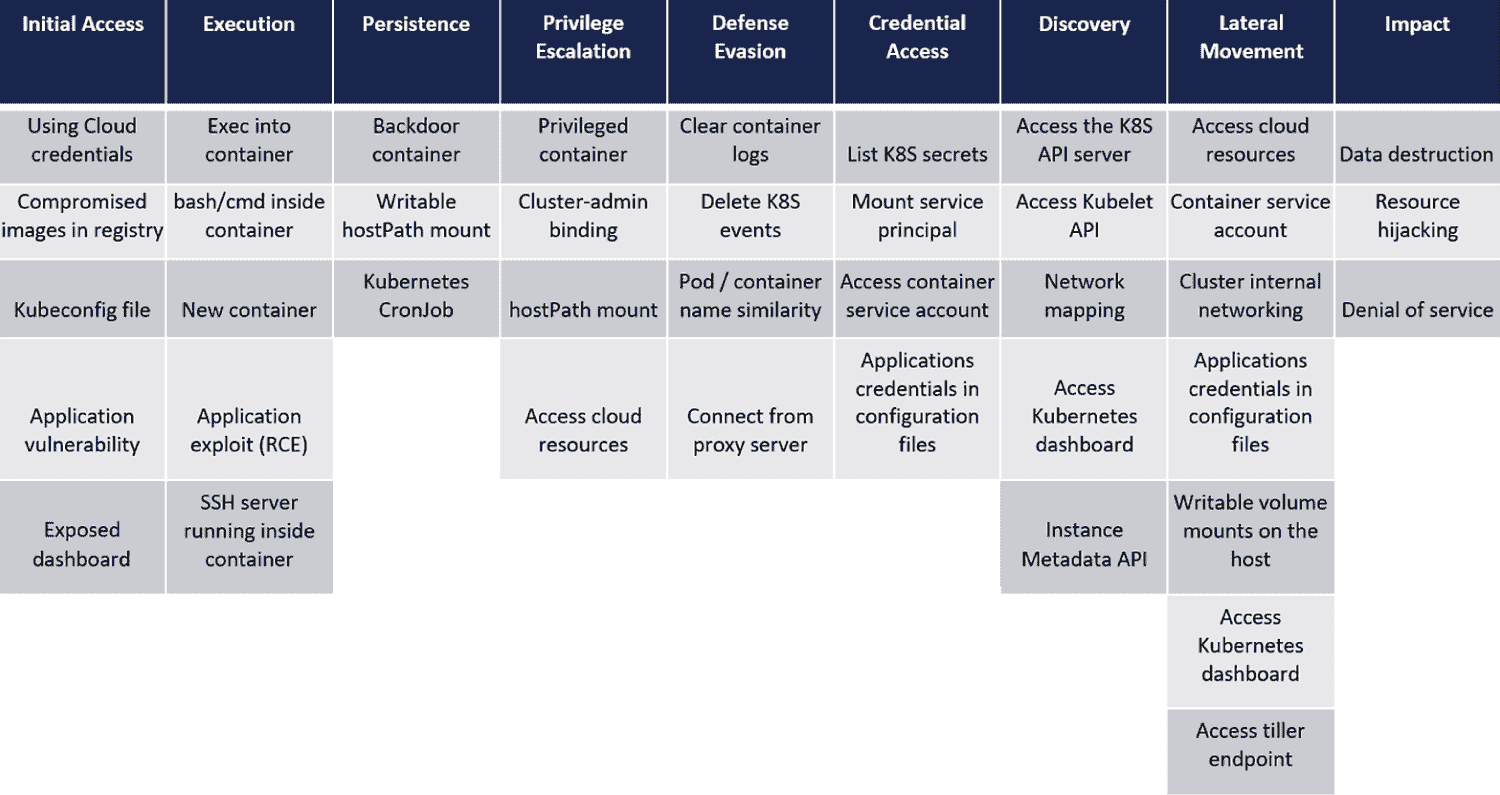 Initial Access
Execution
Persistence
Privilege
Escalation
Defense
Evasion
Credential
Access
Discovery
Lateral
Movement
Impact
Using Cloud
credentials
Exec into
container
Backdoor
container
Privileged
container
Clear container
logs
List K8S secrets
Access the K8S
API server
Access cloud
resources
Data destruction
Compromised
images in registry
bash/cmd inside
container
Writable
hostPath mount
Cluster-admin
binding
Delete K8S
events
Mount service
principal
Access Kubelet
API
Container service
account
Resource
hijacking
Kubeconfig file
New container
Kubernetes
CronJob
hostPath mount
Pod / container
name similarity
Access container
service account
Network
mapping
Cluster internal
networking
Denial of service
Application
vulnerability
Application
exploit (RCE)
Access cloud
resources
Connect from
proxy server
Applications
credentials in
configuration
files
Access
Kubernetes
dashboard
Applications
credentials in
configuration
files
Exposed
dashboard
SSH server
running inside
container
Instance
Metadata API
Writable volume
mounts on the
host
Access
Kubernetes
dashboard
Access tiller
endpoint